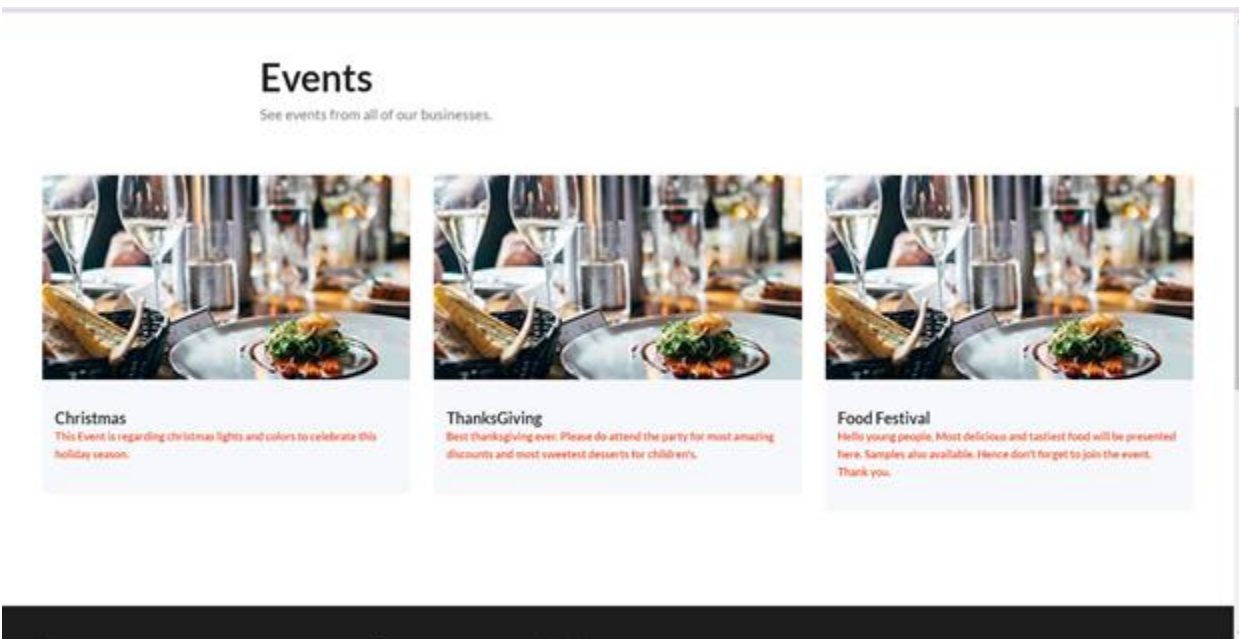 Events
See events from all of our businesses.
Christmas
This Event is regarding christmas lights and colors to celebrate this
holiday season.
ThanksGiving
Best thanksgiving ever. Please do attend the party for most amazing
discounts and most sweetest desserts for children's.
Food Festival
Hello young people, Most delicious and tastiest food will be presented
here. Samples also available. Hence don't forget to join the event.
Thank you.